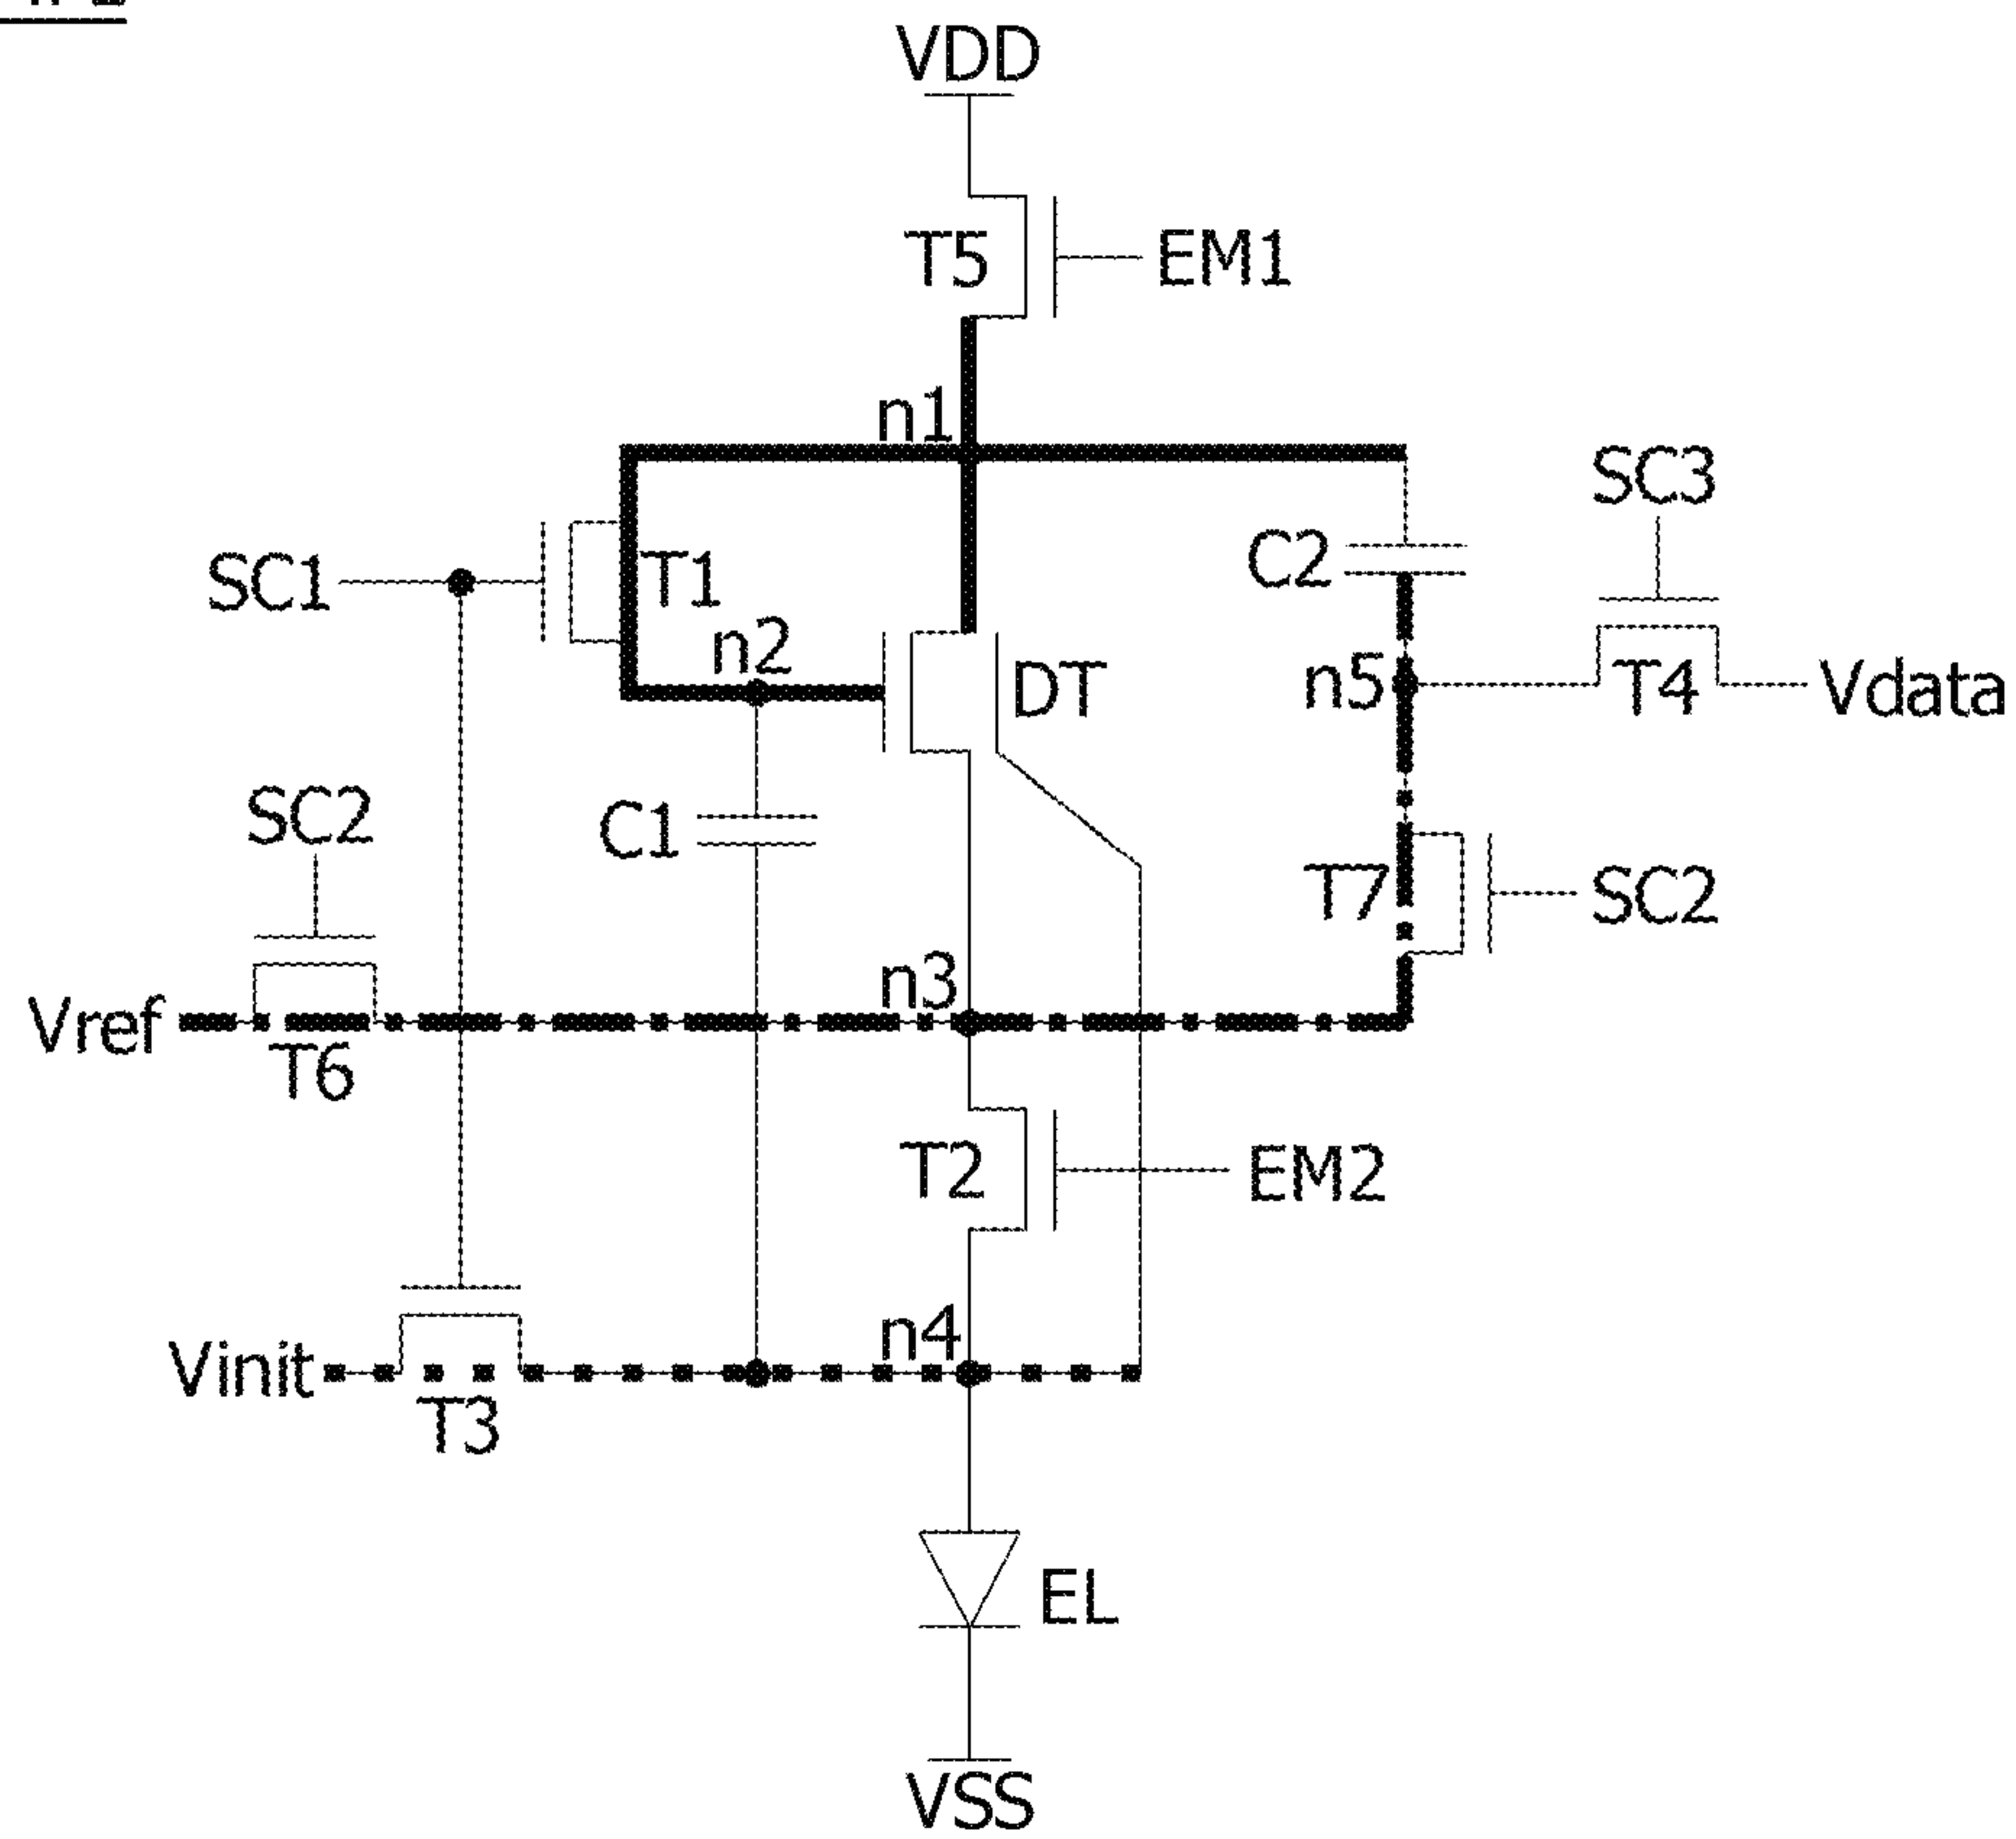 VDD
T5
EM1
n1
SC3
SC1
T1
C2
n2
DT
n5
T4
Vdata
SC2
C1
T7
SC2
n3
Vref
T6
T2
EM2
n4
Vinit
T3
EL
VSS